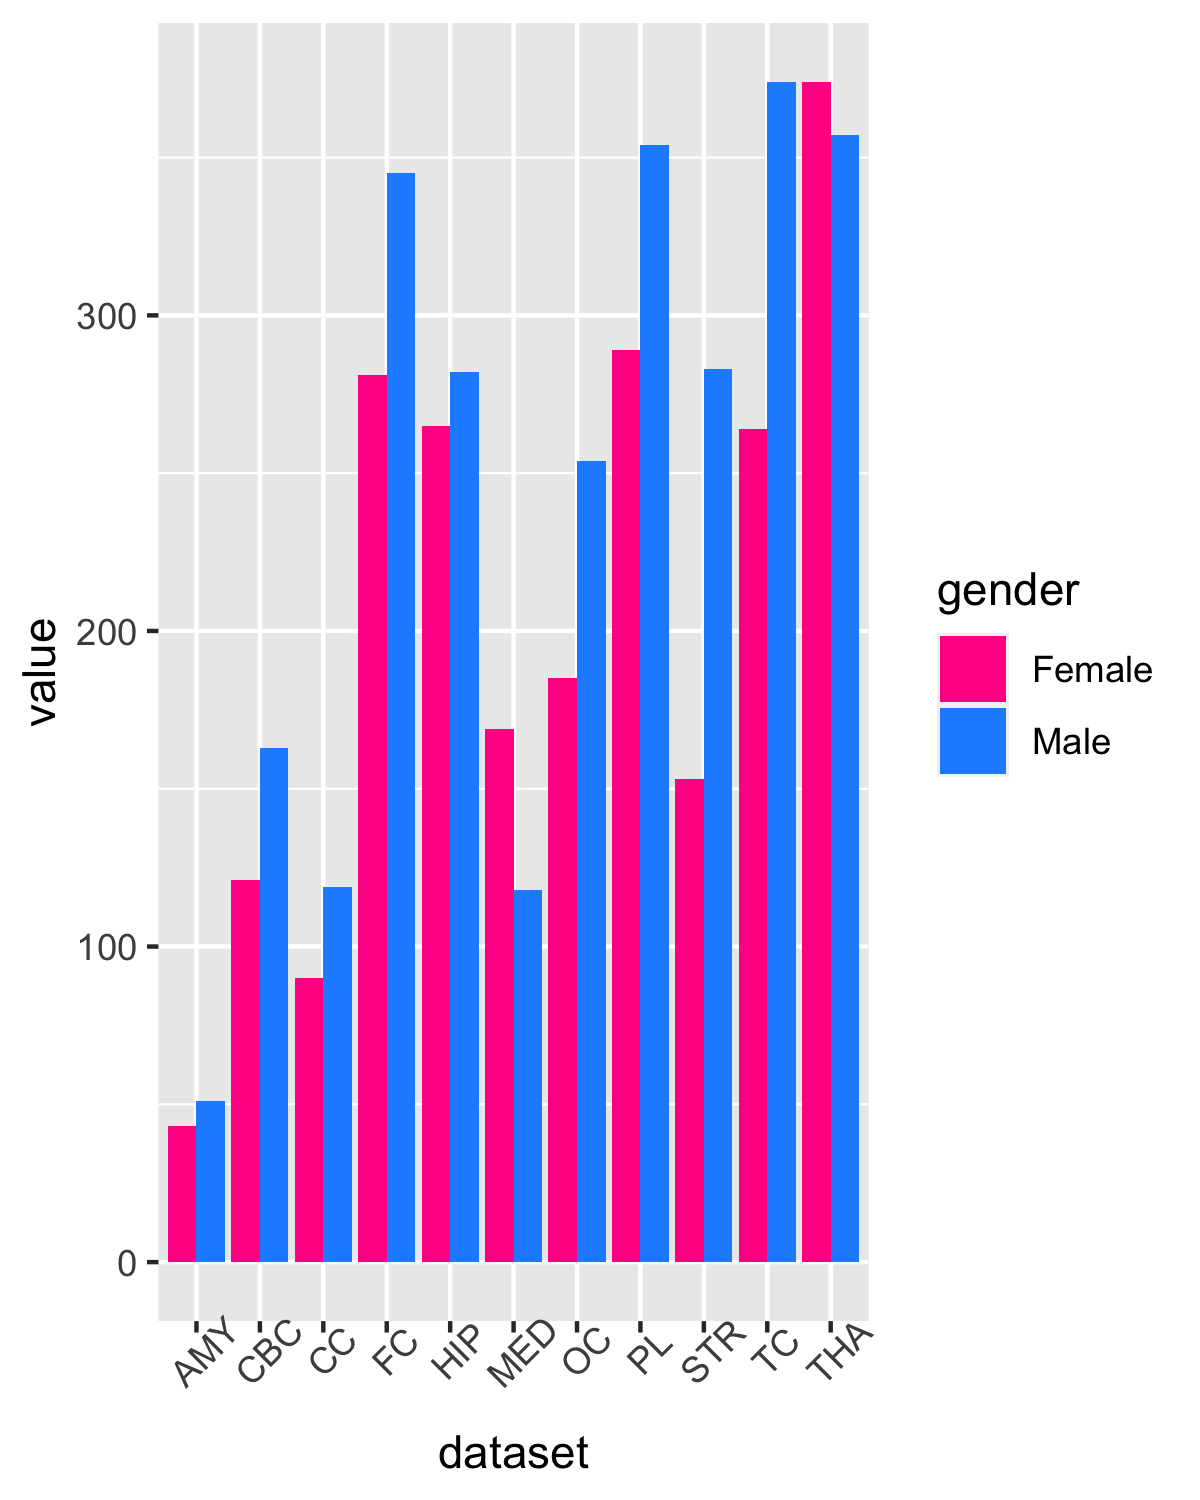 value
300
200
100
0
AMY CBC CC FC HIP MED OC PL STR TC THA
dataset
gender
Female
Male